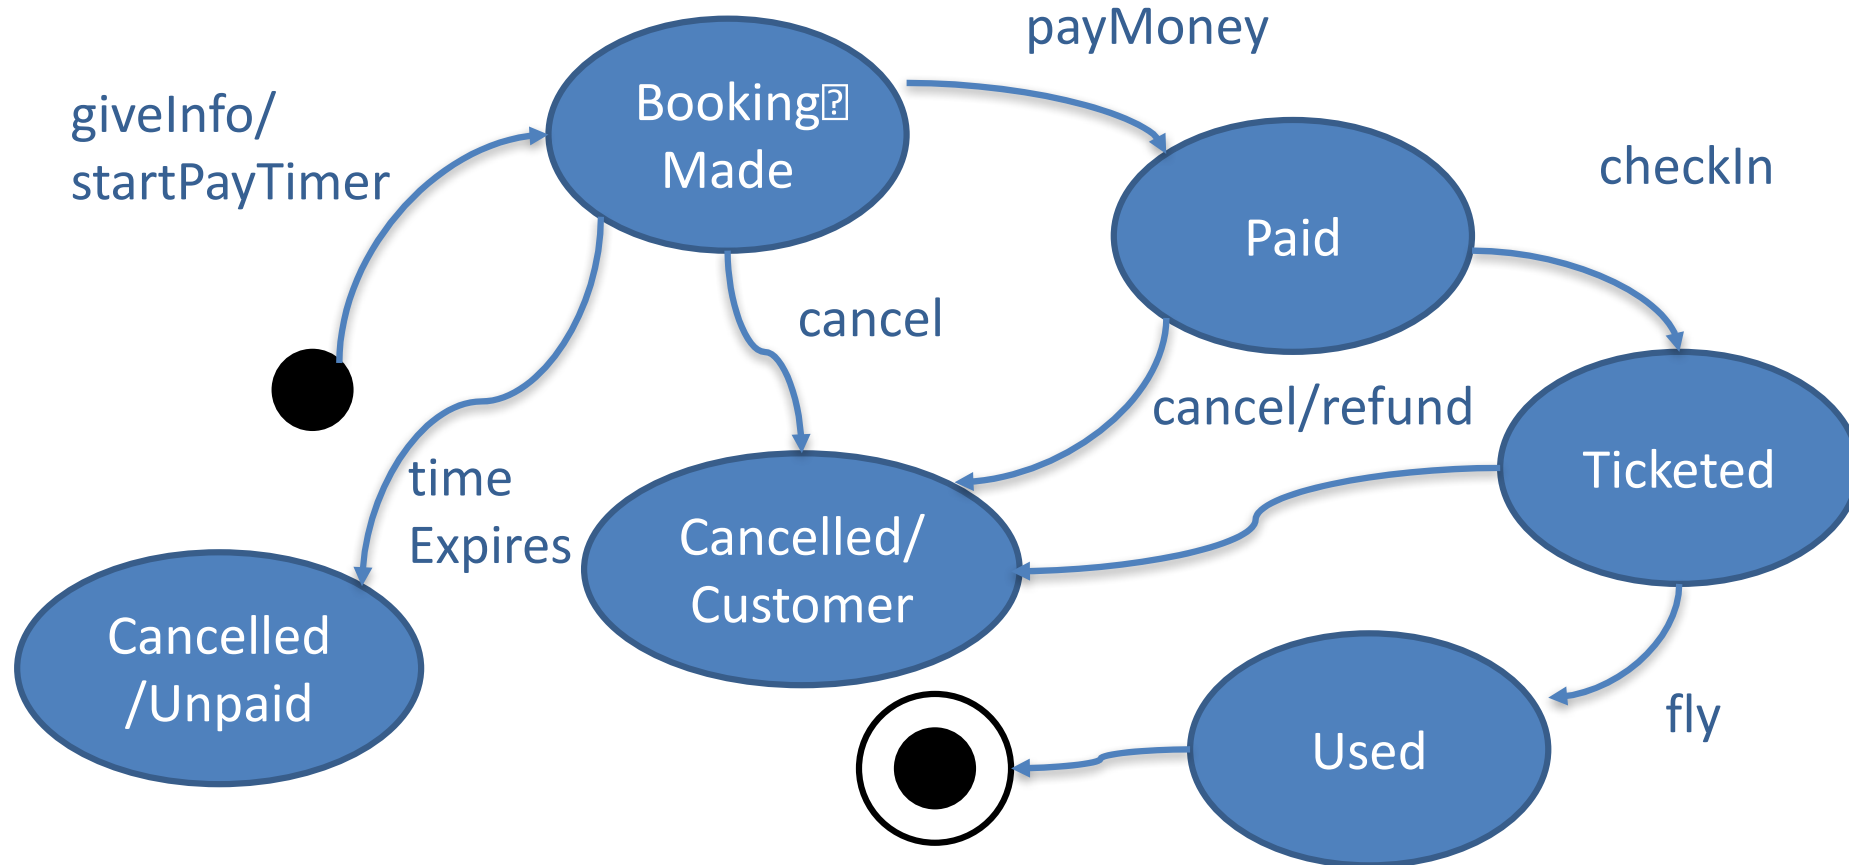 payMoney
giveInfo/
startPayTimer
Booking
Made
checkIn
Paid
cancel
cancel/refund
time
Expires
Ticketed
Cancelled/
Customer
Cancelled
/Unpaid
fly
Used